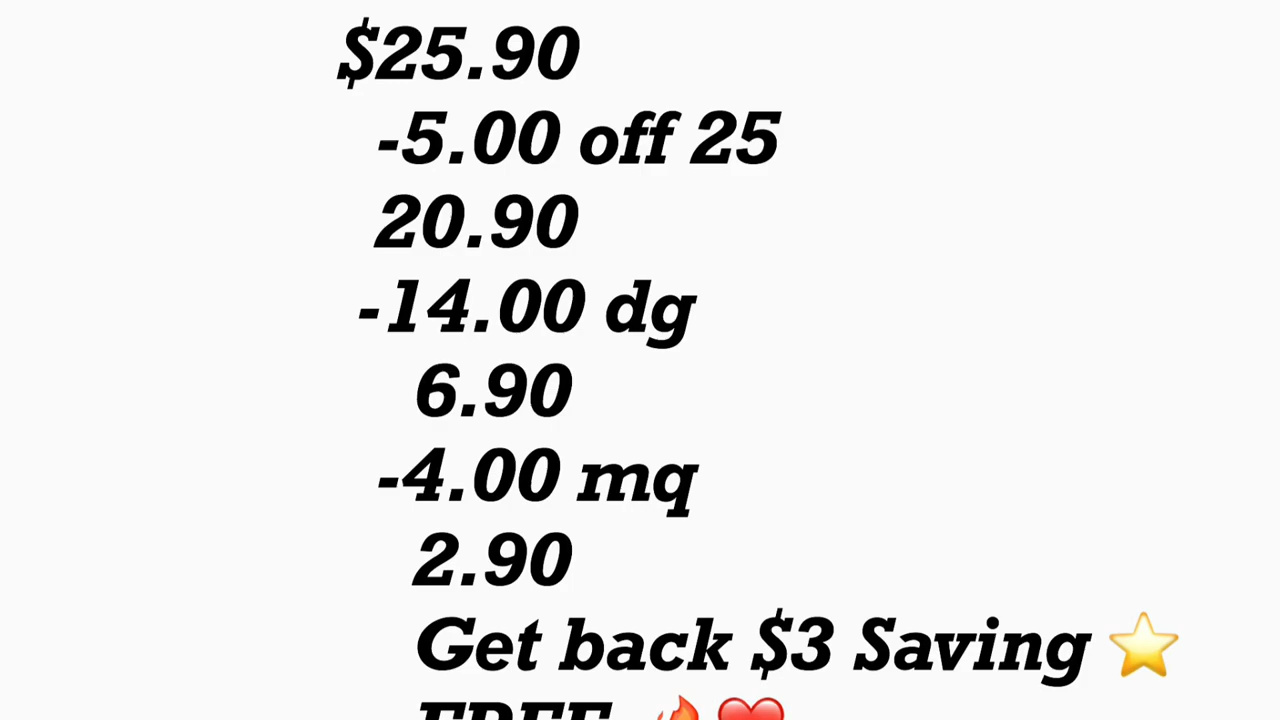 $25.90
-5.00 off 25
20.90
-14.00 dg
6.90
-4.00 mq
2.90
Get back $3 Saving ⭐
FREE 🔥❤️